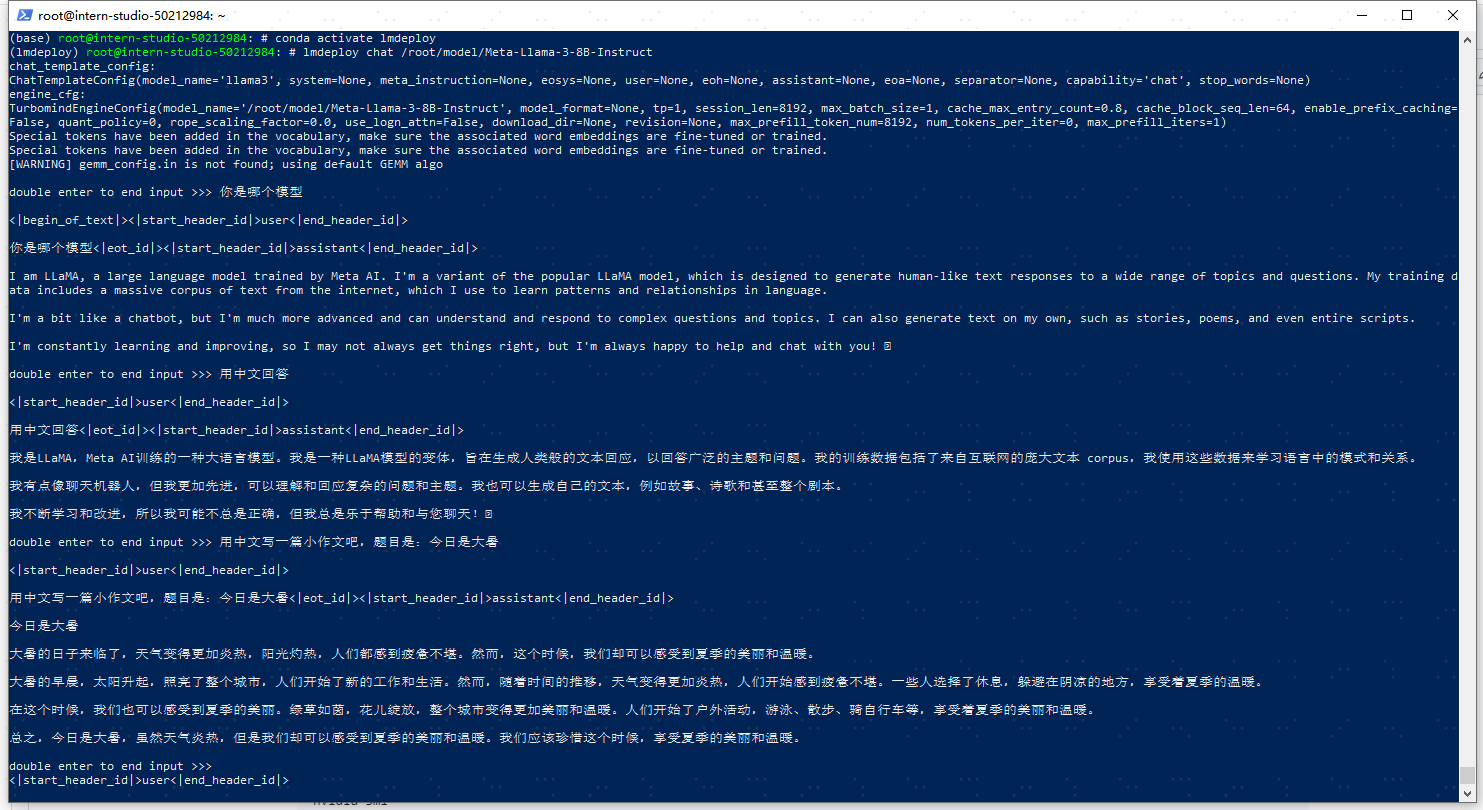 root@intern-studio-50212984: ~
(base) root@intern-studio-50212984: # conda activate lmdeploy
(lmdeploy) root@intern-studio-50212984: # lmdeploy chat /root/model/Meta-Llama-3-8B-Instruct
chat_template_config:
ChatTemplateConfig(model_name='llama3', system=None, meta_instruction=None, eosys=None, user=None, eoh=None, assistant=None, eoa=None, separator=None, capability='chat', stop_words=None)
engine_cfg:
TurbomindEngineConfig(model_name='/root/model/Meta-Llama-3-8B-Instruct', model_format=None, tp=1, session_len=8192, max_batch_size=1, cache_max_entry_count=0.8, cache_block_seq_len=64, enable_prefix_caching=
False, quant_policy=0, rope_scaling_factor=0.0, use_logn_attn=False, download_dir=None, revision=None, max_prefill_token_num=8192, num_tokens_per_iter=0, max_prefill_iters=1)
Special tokens have been added in the vocabulary, make sure the associated word embeddings are fine-tuned or trained.
Special tokens have been added in the vocabulary, make sure the associated word embeddings are fine-tuned or trained.
[WARNING] gemm_config.in is not found; using default GEMM algo
double enter to end input >>> 你是哪个模型
<|begin_of_text|><|start_header_id|>user<|end_header_id|>
你是哪个模型<|eot_id|><|start_header_id|>assistant<|end_header_id|>
I am LLaMA, a large language model trained by Meta AI. I'm a variant of the popular LLaMA model, which is designed to generate human-like text responses to a wide range of topics and questions. My training d
ata includes a massive corpus of text from the internet, which I use to learn patterns and relationships in language.
I'm a bit like a chatbot, but I'm much more advanced and can understand and respond to complex questions and topics. I can also generate text on my own, such as stories, poems, and even entire scripts.
I'm constantly learning and improving, so I may not always get things right, but I'm always happy to help and chat with you!
double enter to end input >>> 用中文回答
<|start_header_id|>user<|end_header_id|>
用中文回答<|eot_id|><|start_header_id|>assistant<|end_header_id|>
我是LLaMA，Meta AI训练的一种大语言模型。我是一种LLaMA模型的变体，旨在生成人类般的文本回应，以回答广泛的主题和问题。我的训练数据包括了来自互联网的庞大文本 corpus，我使用这些数据来学习语言中的模式和关系。
我有点像聊天机器人，但我更加先进，可以理解和回应复杂的问题和主题。我也可以生成自己的文本，例如故事、诗歌和甚至整个剧本。
我不断学习和改进，所以我可能不总是正确，但我总是乐于帮助和与您聊天！
double enter to end input >>> 用中文写一篇小作文吧，题目是：今日是大暑
<|start_header_id|>user<|end_header_id|>
用中文写一篇小作文吧，题目是：今日是大暑<|eot_id|><|start_header_id|>assistant<|end_header_id|>
今日是大暑
大暑的日子来临了，天气变得更加炎热，阳光灼热，人们都感到疲惫不堪。然而，这个时候，我们却可以感受到夏季的美丽和温暖。
大暑的早晨，太阳升起，照亮了整个城市，人们开始了新的工作和生活。然而，随着时间的推移，天气变得更加炎热，人们开始感到疲惫不堪。一些人选择了休息，躲避在阴凉的地方，享受着夏季的温暖。
在这个时候，我们也可以感受到夏季的美丽。绿草如茵，花儿绽放，整个城市变得更加美丽和温暖。人们开始了户外活动，游泳、散步、骑自行车等，享受着夏季的美丽和温暖。
总之，今日是大暑，虽然天气炎热，但是我们却可以感受到夏季的美丽和温暖。我们应该珍惜这个时候，享受夏季的美丽和温暖。
double enter to end input >>>
<|start_header_id|>user<|end_header_id|>